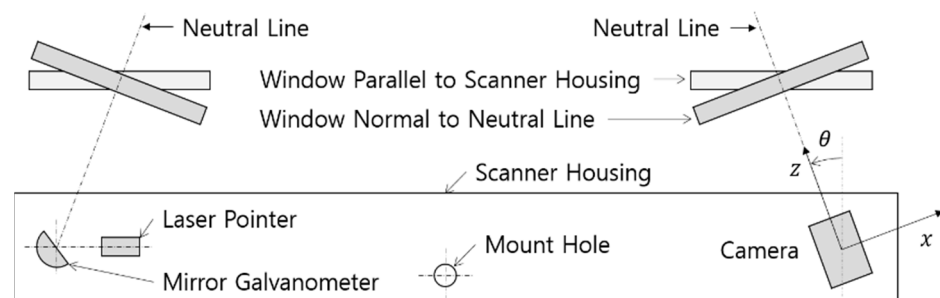 Neutral Line
Neutral Line
Window Parallel to Scanner Housing
Window Normal to Neutral Line
θ
z
Scanner Housing
Laser Pointer
Mount Hole
Camera
x
Mirror Galvanometer